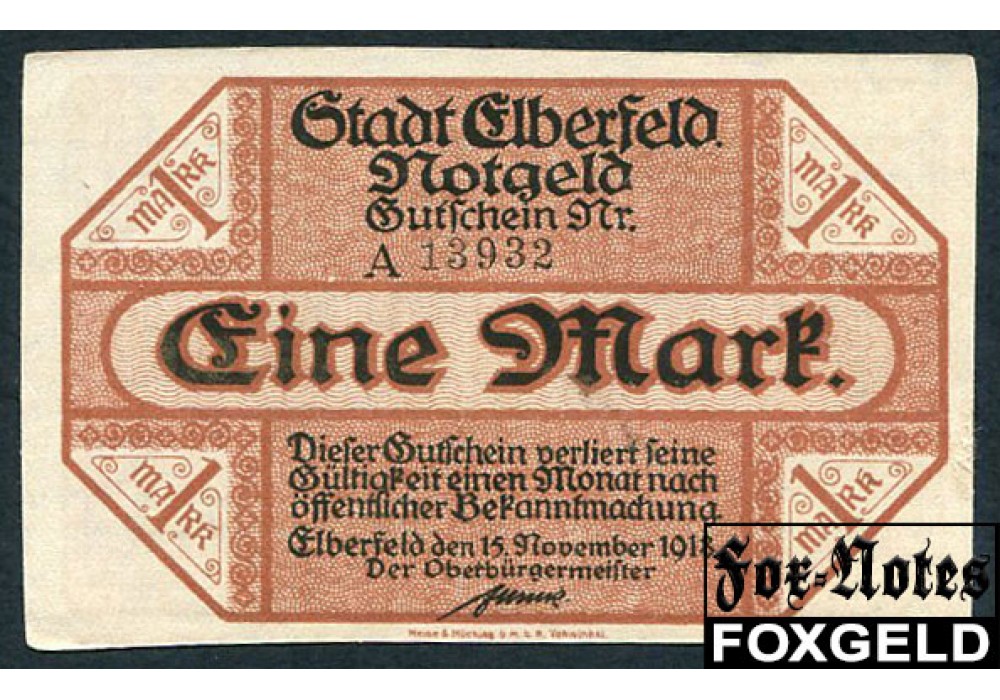 Stadt Elberfeld.
Notgeld
Gutschein Nr.
A 13932
1 MARK
1 MARK
Eine Mark.
Dieser Gutschein verliert seine
Gültigkeit einen Monat nach
öffentlicher Bekanntmachung.
Elberfeld den 15. November 191
Der Oberbürgermeister
1 MARK
1 MARK
G.m.b.H. Vohwinkel.
Fox-Notes
FOXGELD